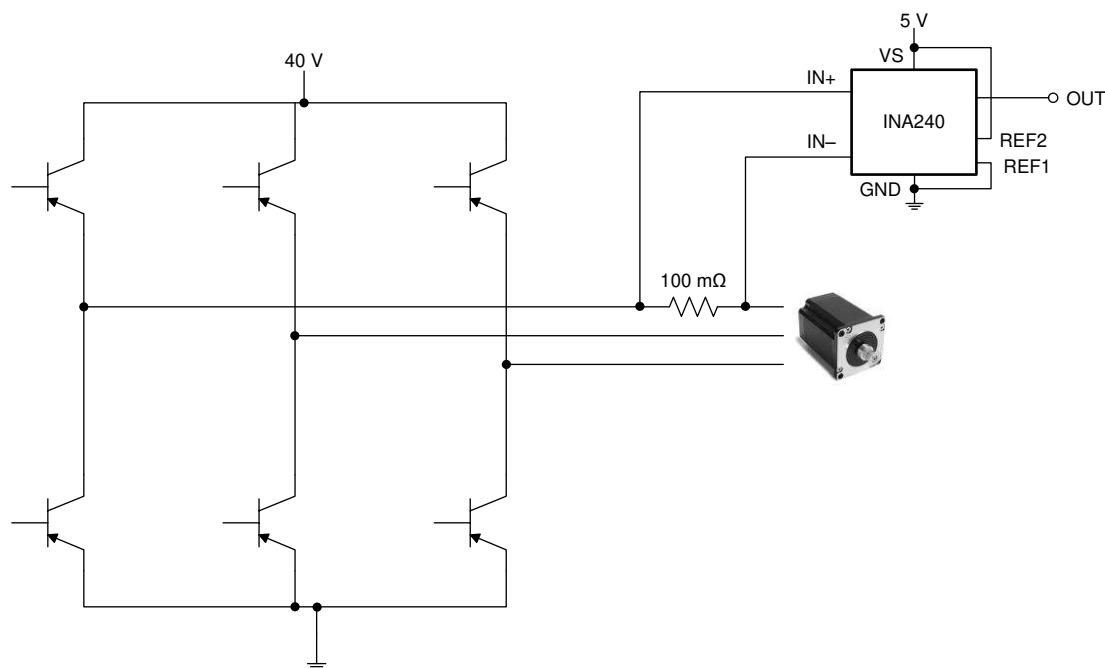 5 V
40 V
VS
IN+
OUT
INA240
IN–
REF2
REF1
GND
100 mΩ